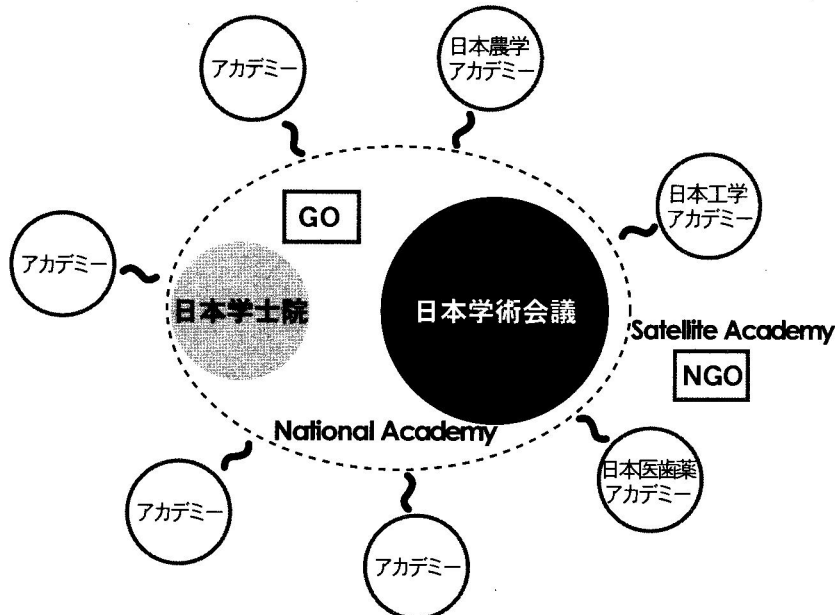 アカデミー
日本農学
アカデミー
日本工学
アカデミー
GO
アカデミー
日本学士院
日本学術会議
Satellite Academy
NGO
National Academy
日本医歯薬
アカデミー
アカデミー
アカデミー